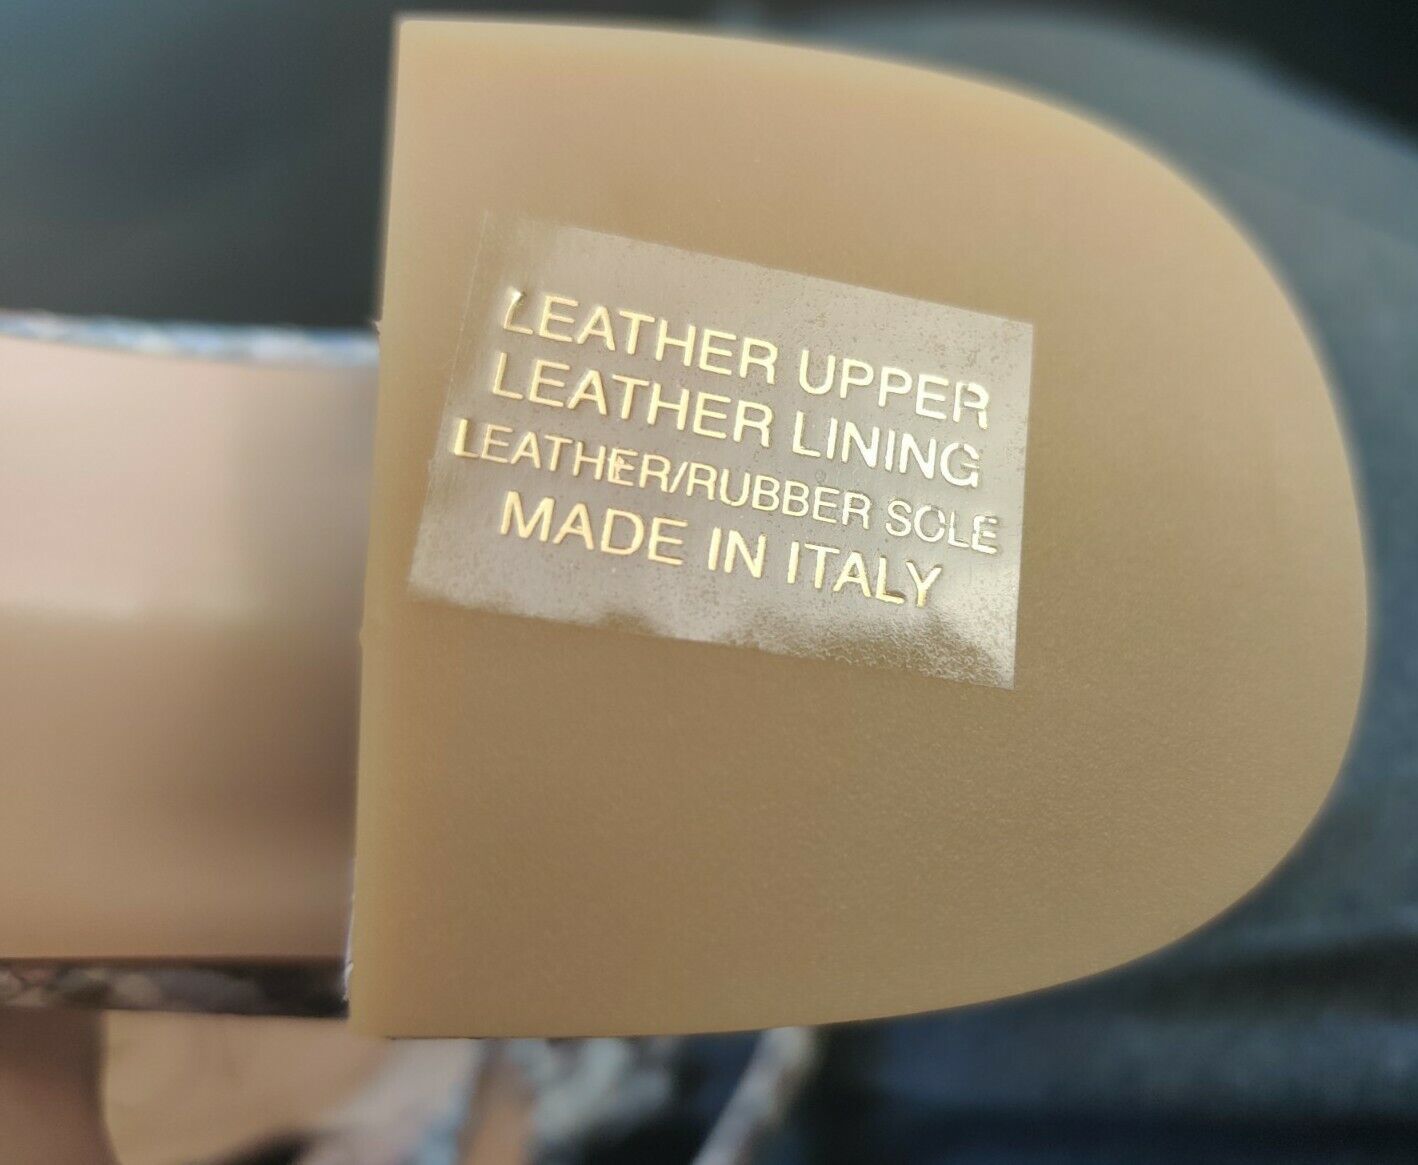 LEATHER UPPER
LEATHER LINING
LEATHER/RUBBER SOLE
MADE IN ITALY